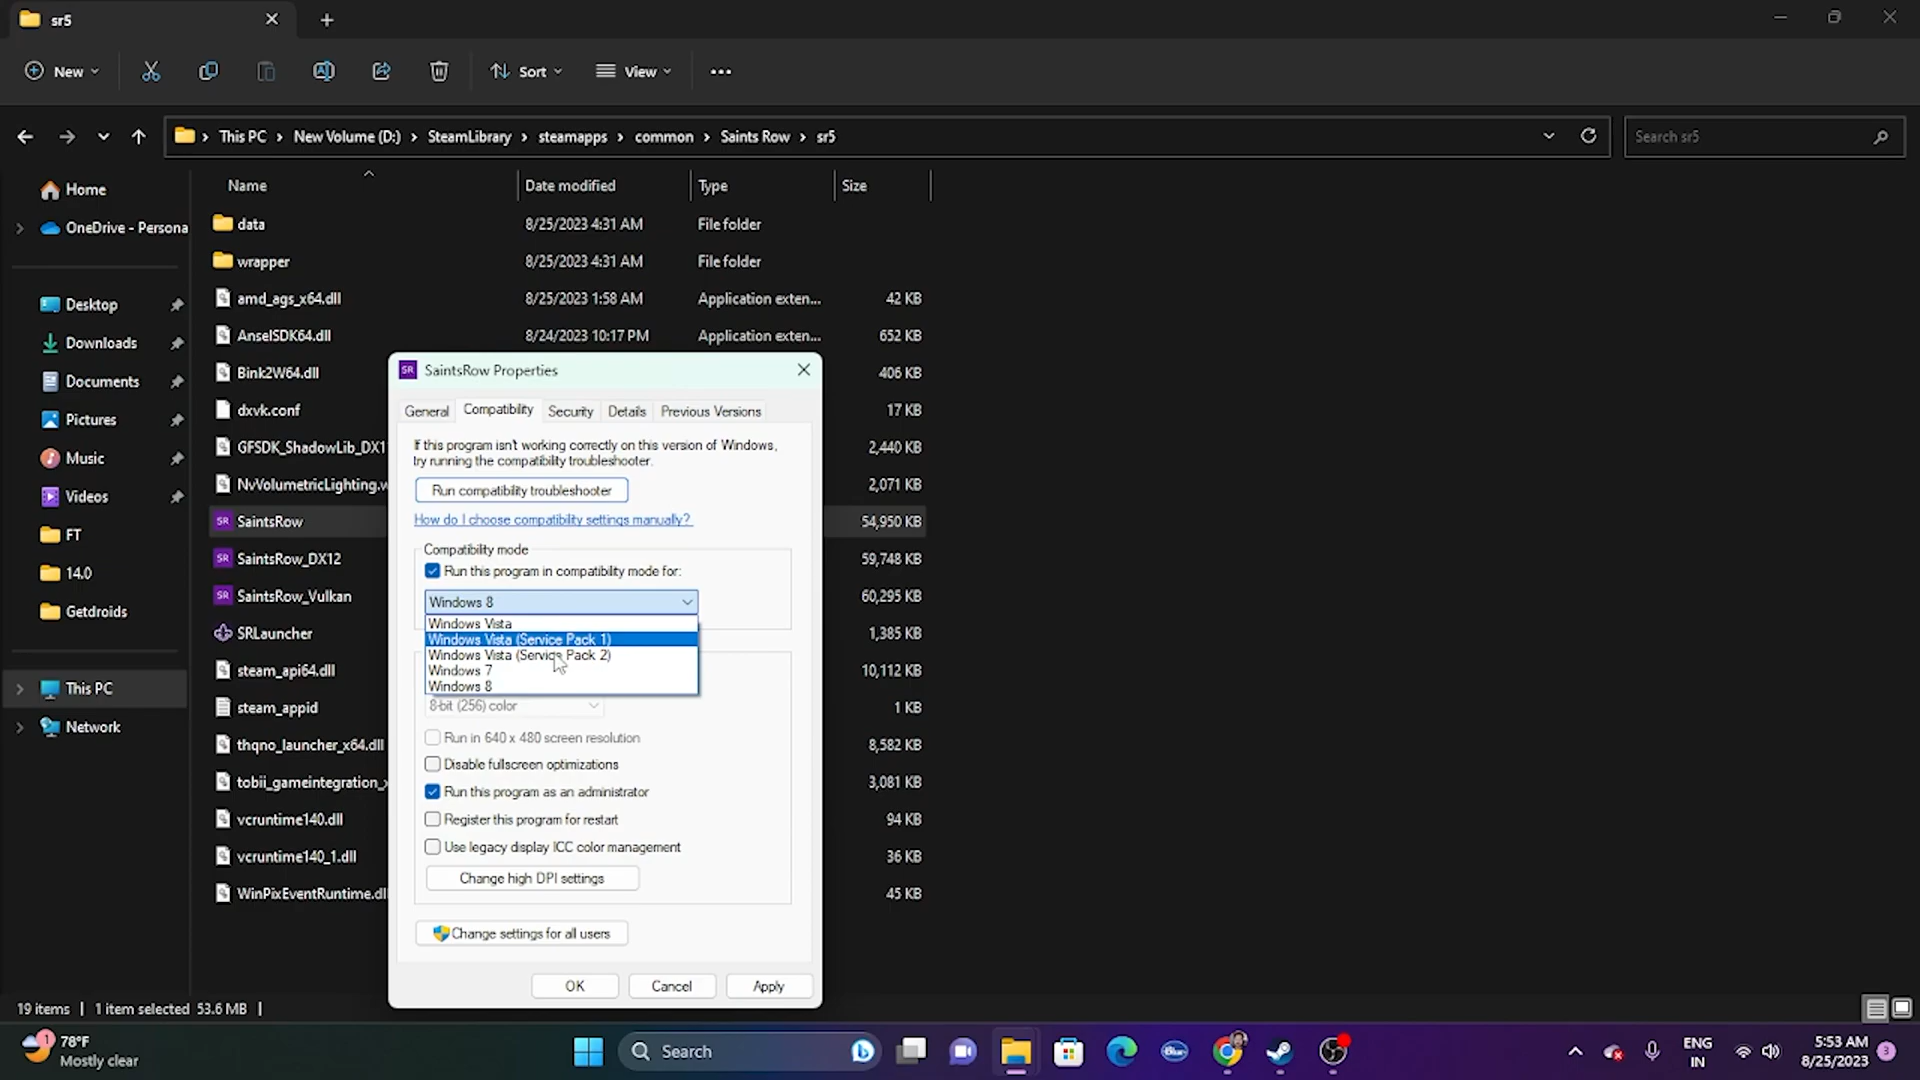 sr5
New
Sort
View
This PC
New Volume (D:)
SteamLibrary
steamapps
common
Saints Row
sr5
Search sr5
Name
Date modified
Type
Size
Home
OneDrive - Persona
Desktop
Downloads
Documents
Pictures
Music
Videos
FT
14.0
Getdroids
This PC
Network
data 8/25/2023 4:31 AM File folder
wrapper 8/25/2023 4:31 AM File folder
amd_ags_x64.dll 8/25/2023 1:58 AM Application exten... 42 KB
AnselSDK64.dll 8/24/2023 10:17 PM Application exten... 652 KB
Bink2W64.dll 406 KB
dxvk.conf 17 KB
GFSDK_ShadowLib_DX1 2,440 KB
NvVolumetricLighting.w 2,071 KB
SaintsRow 54,950 KB
SaintsRow_DX12 59,748 KB
SaintsRow_Vulkan 60,295 KB
SRLauncher 1,385 KB
steam_api64.dll 10,112 KB
steam_appid 1 KB
thqno_launcher_x64.dll 8,582 KB
tobii_gameintegration_x 3,081 KB
vcruntime140.dll 94 KB
vcruntime140_1.dll 36 KB
WinPixEventRuntime.dl 45 KB
SR SaintsRow Properties
General Compatibility Security Details Previous Versions
If this program isn't working correctly on this version of Windows,
try running the compatibility troubleshooter.
Run compatibility troubleshooter
How do I choose compatibility settings manually?
Compatibility mode
Run this program in compatibility mode for:
Windows 8
Windows Vista
Windows Vista (Service Pack 1)
Windows Vista (Service Pack 2)
Windows 7
Windows 8
8-bit (256) color
Run in 640 x 480 screen resolution
Disable fullscreen optimizations
Run this program as an administrator
Register this program for restart
Use legacy display ICC color management
Change high DPI settings
Change settings for all users
OK Cancel Apply
19 items 1 item selected 53.6 MB
1
78°F
Mostly clear
Search
ENG
IN
5:53 AM
8/25/2023
3